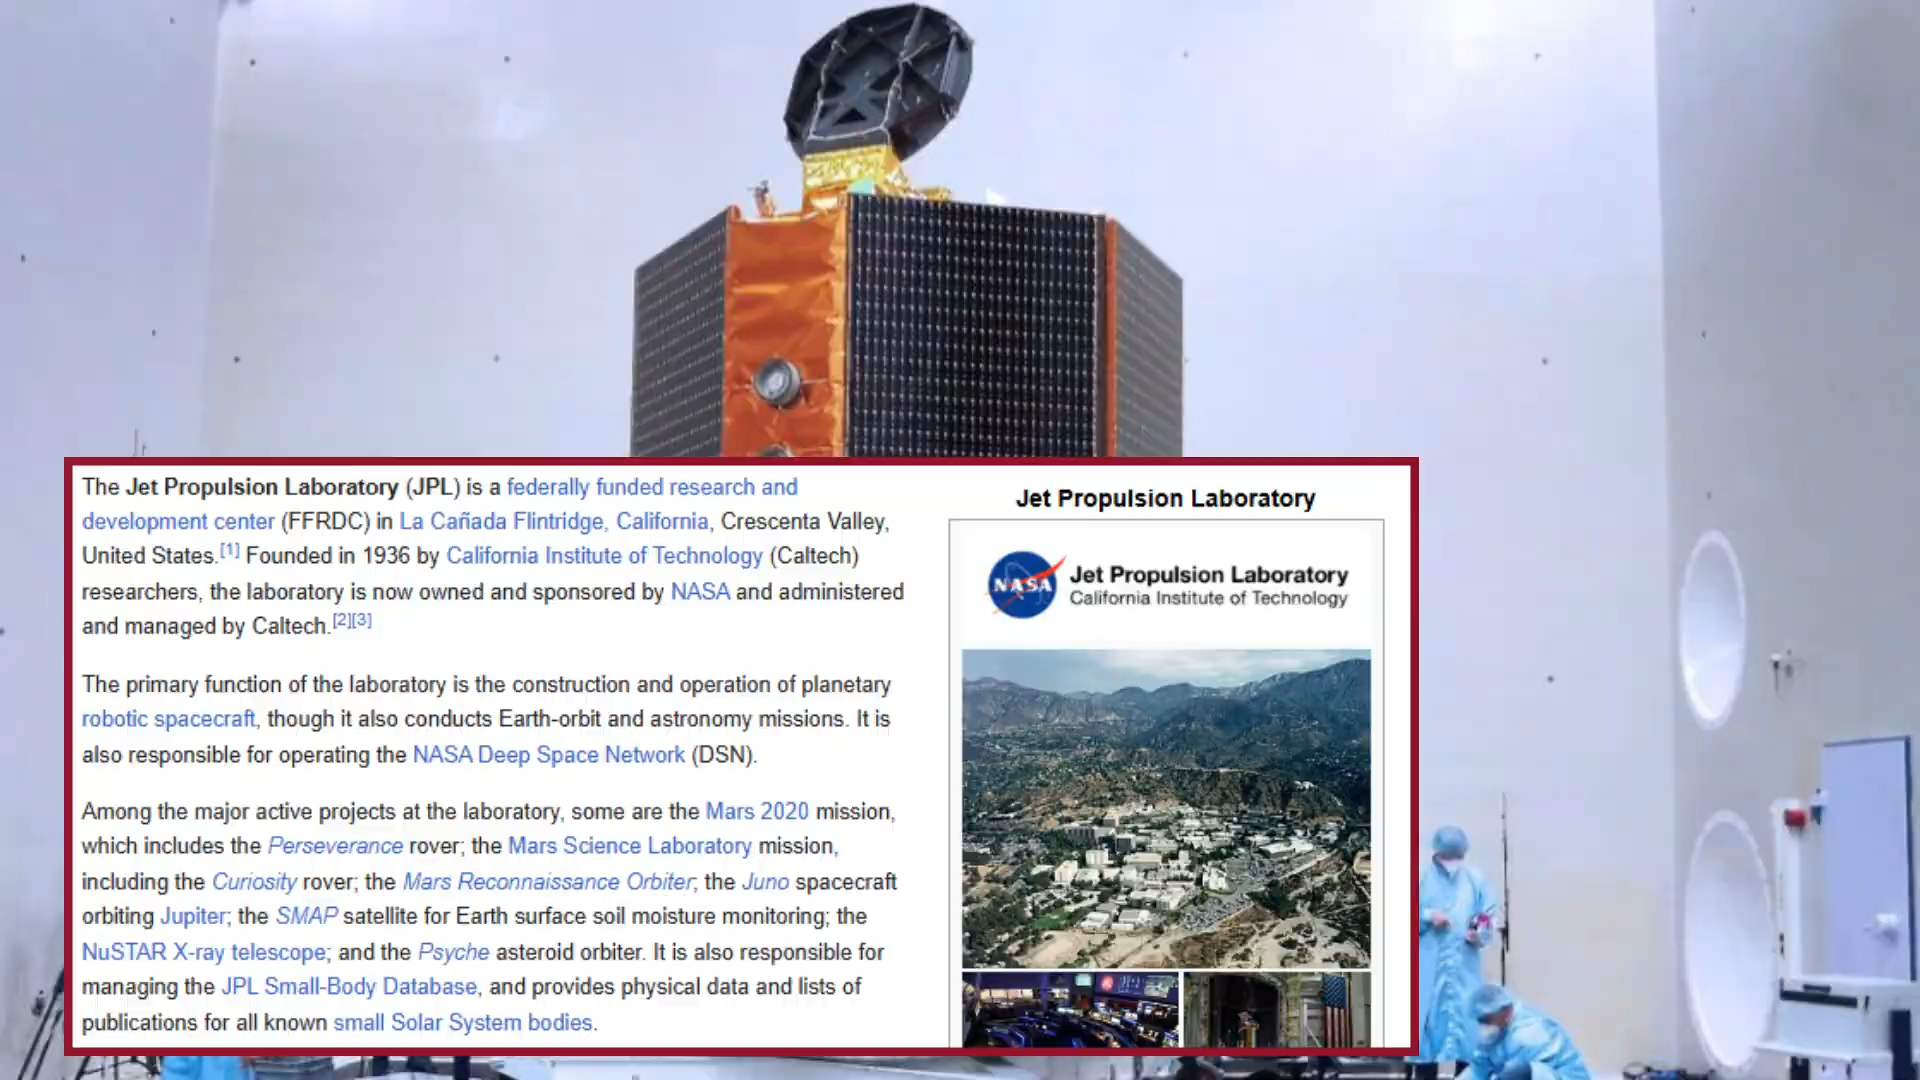 The Jet Propulsion Laboratory (JPL) is a federally funded research and
development center (FFRDC) in La Cañada Flintridge, California, Crescenta Valley,
United States.[1] Founded in 1936 by California Institute of Technology (Caltech)
researchers, the laboratory is now owned and sponsored by NASA and administered
and managed by Caltech.[2][3]
The primary function of the laboratory is the construction and operation of planetary
robotic spacecraft, though it also conducts Earth-orbit and astronomy missions. It is
also responsible for operating the NASA Deep Space Network (DSN).
Among the major active projects at the laboratory, some are the Mars 2020 mission,
which includes the Perseverance rover; the Mars Science Laboratory mission,
including the Curiosity rover; the Mars Reconnaissance Orbiter; the Juno spacecraft
orbiting Jupiter; the SMAP satellite for Earth surface soil moisture monitoring; the
NuSTAR X-ray telescope; and the Psyche asteroid orbiter. It is also responsible for
managing the JPL Small-Body Database, and provides physical data and lists of
publications for all known small Solar System bodies.
Jet Propulsion Laboratory
NASA
Jet Propulsion Laboratory
California Institute of Technology